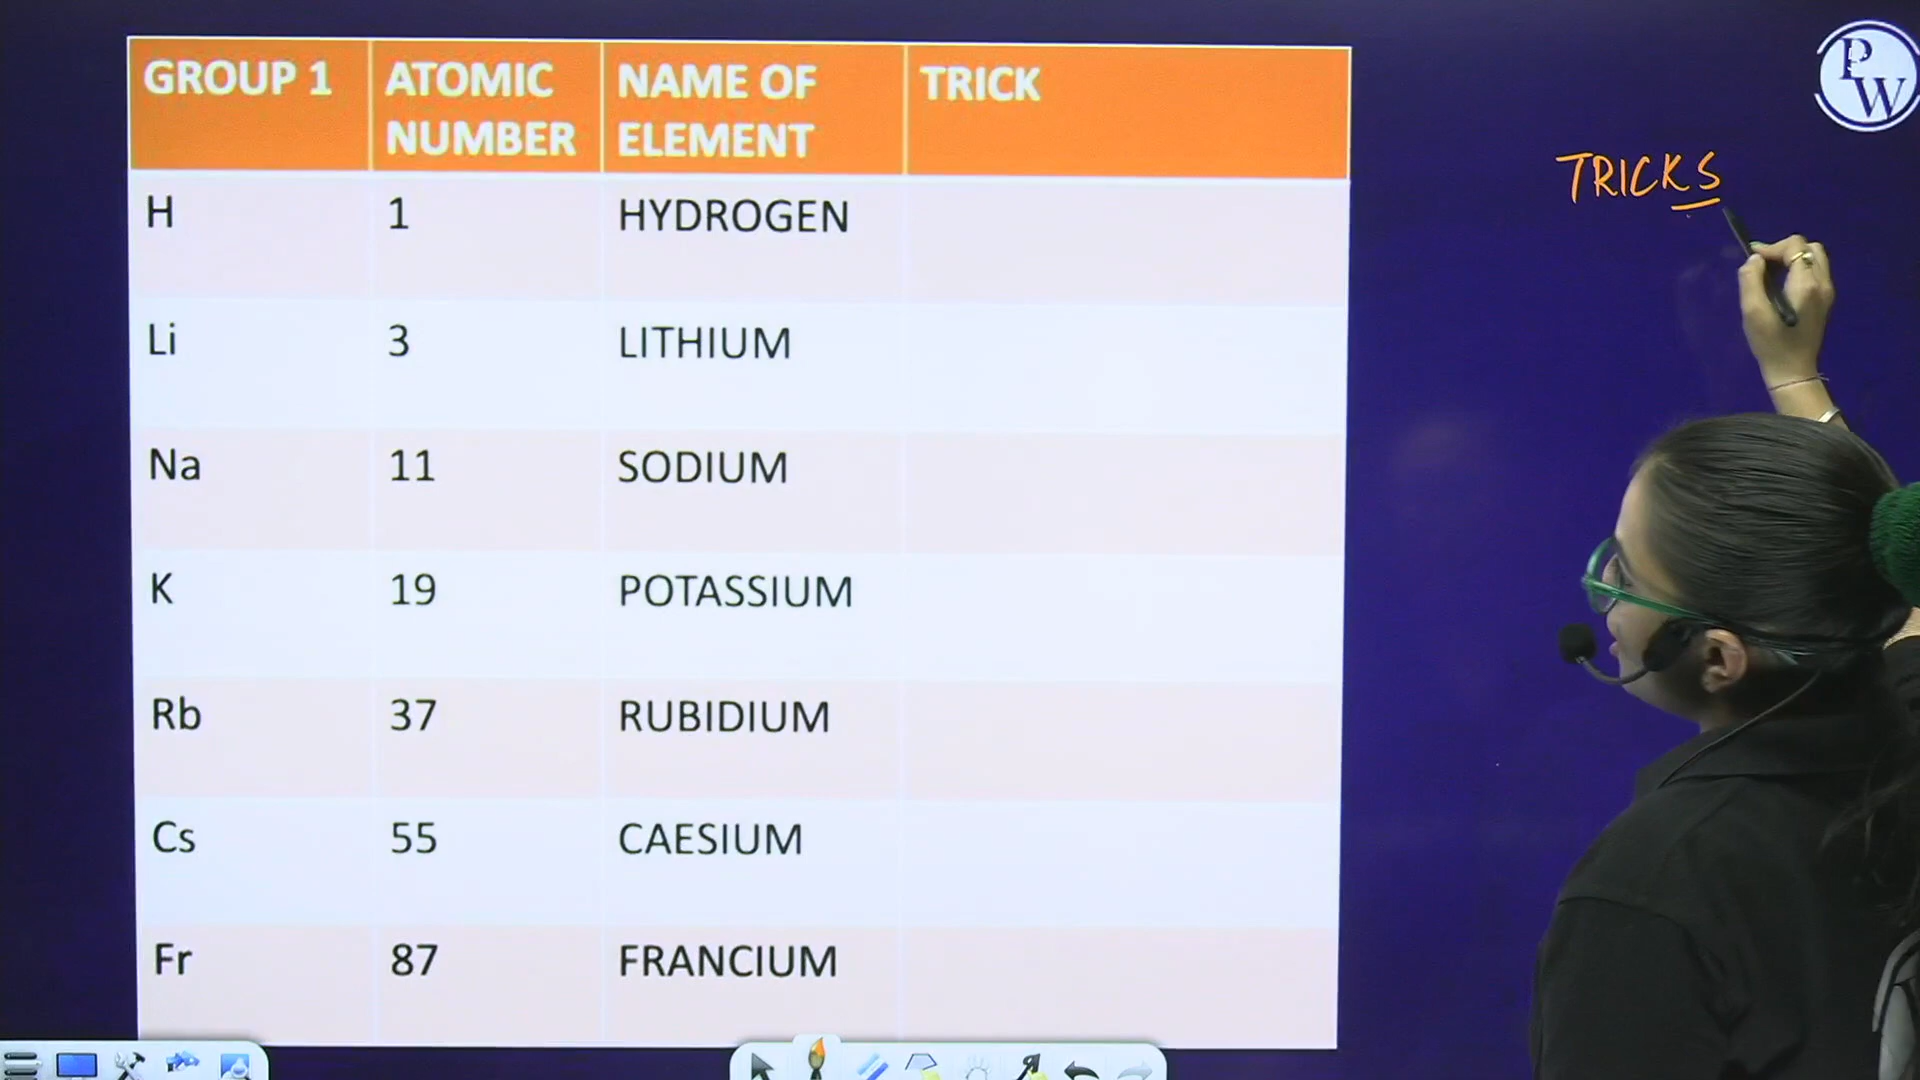 GROUP 1 ATOMIC NUMBER NAME OF ELEMENT TRICK
H 1 HYDROGEN
Li 3 LITHIUM
Na 11 SODIUM
K 19 POTASSIUM
Rb 37 RUBIDIUM
Cs 55 CAESIUM
Fr 87 FRANCIUM
TRICKS
PW